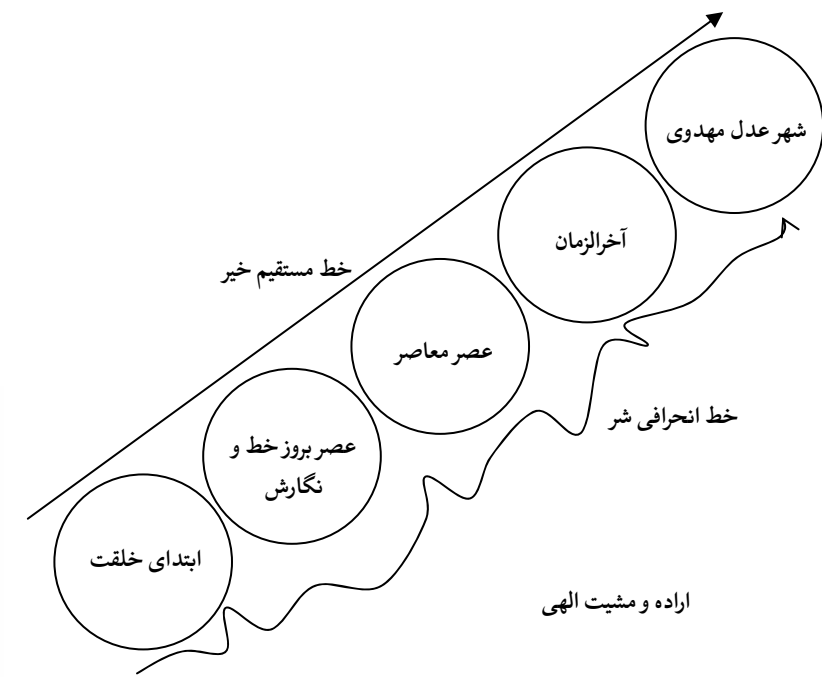 شهر عدل مهدوی
آخرالزمان
خط مستقیم خیر
عصر معاصر
خط انحرافی شر
عصر بروز خط و
نگارش
ابتدای خلقت
اراده و مشیت الهی